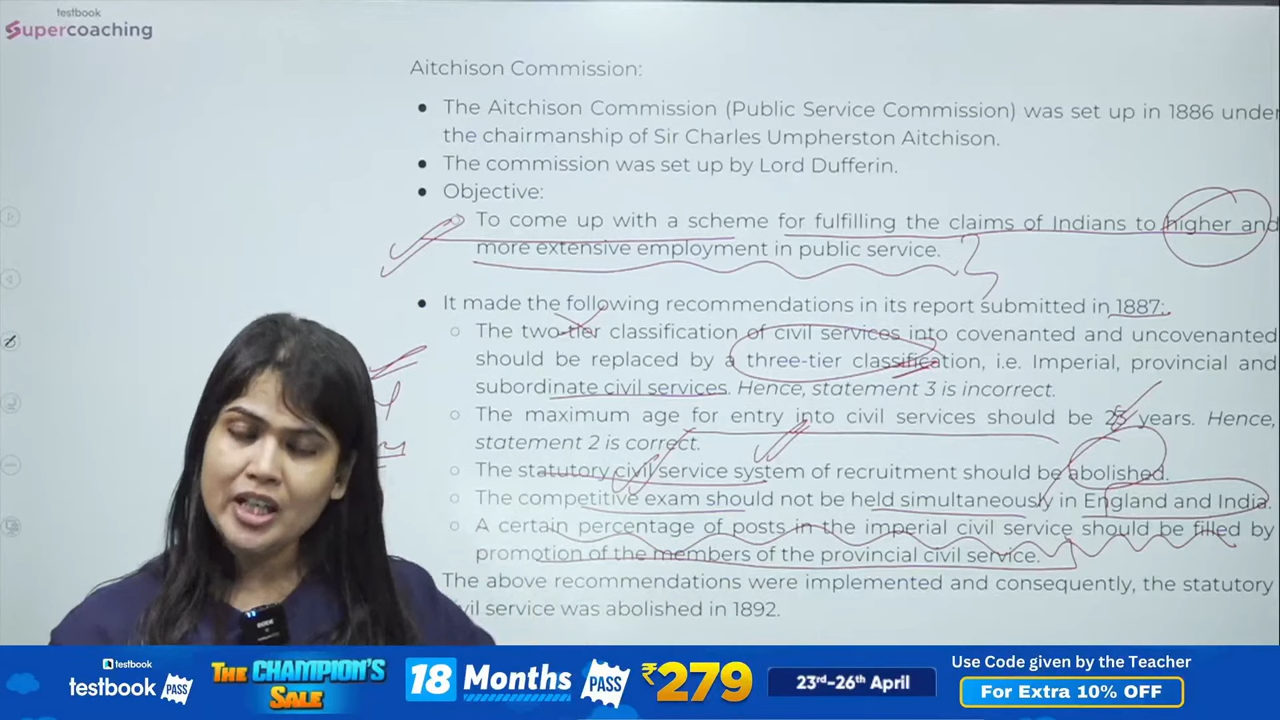 testbook
Supercoaching
Aitchison Commission:
The Aitchison Commission (Public Service Commission) was set up in 1886 under
the chairmanship of Sir Charles Umpherston Aitchison.
The commission was set up by Lord Dufferin.
Objective:
To come up with a scheme for fulfilling the claims of Indians to higher and
more extensive employment in public service.
It made the following recommendations in its report submitted in 1887:
The two-tier classification of civil services into covenanted and uncovenanted
should be replaced by a three-tier classification, i.e. Imperial, provincial and
subordinate civil services. Hence, statement 3 is incorrect.
The maximum age for entry into civil services should be years. Hence,
statement 2 is correct.
The statutory civil service system of recruitment should be abolished.
The competitive exam should not be held simultaneously in England and India.
A certain percentage of posts in the imperial civil service should be filled by
promotion of the members of the provincial civil service.
The above recommendations were implemented and consequently, the statutory
civil service was abolished in 1892.
testbook
testbook PASS
THE CHAMPION'S SALE
18 Months PASS ₹279
23rd-26th April
Use Code given by the Teacher
For Extra 10% OFF